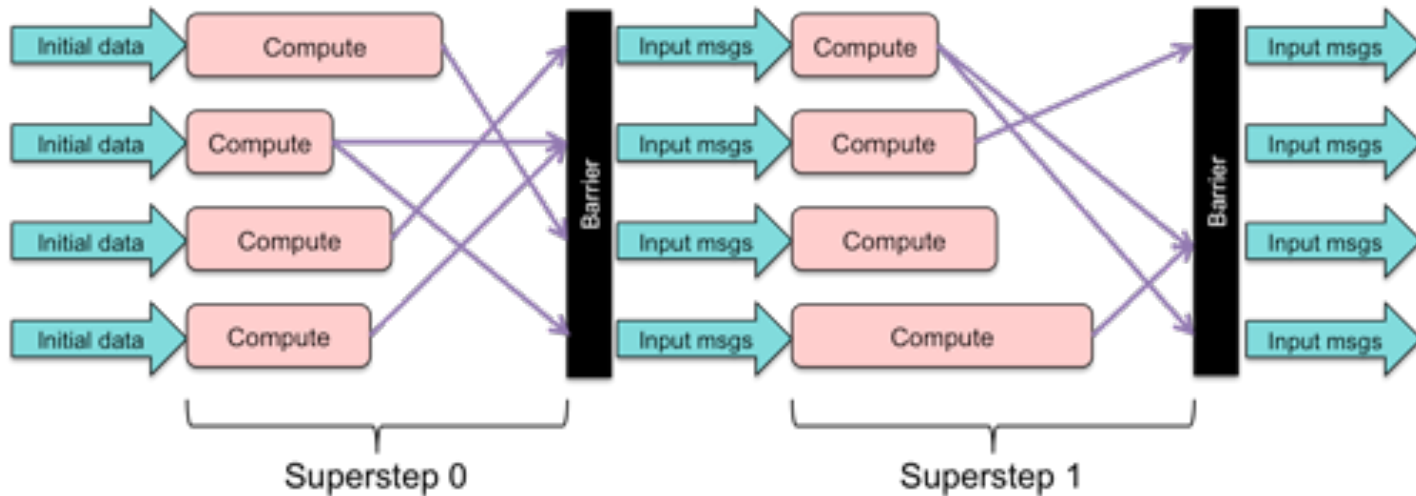 Initial data
Compute
Input msgs
Compute
Input msgs
Initial data
Compute
Input msgs
Compute
Input msgs
Initial data
Compute
Input msgs
Compute
Input msgs
Initial data
Compute
Input msgs
Compute
Input msgs
Barrier
Barrier
Superstep 0
Superstep 1